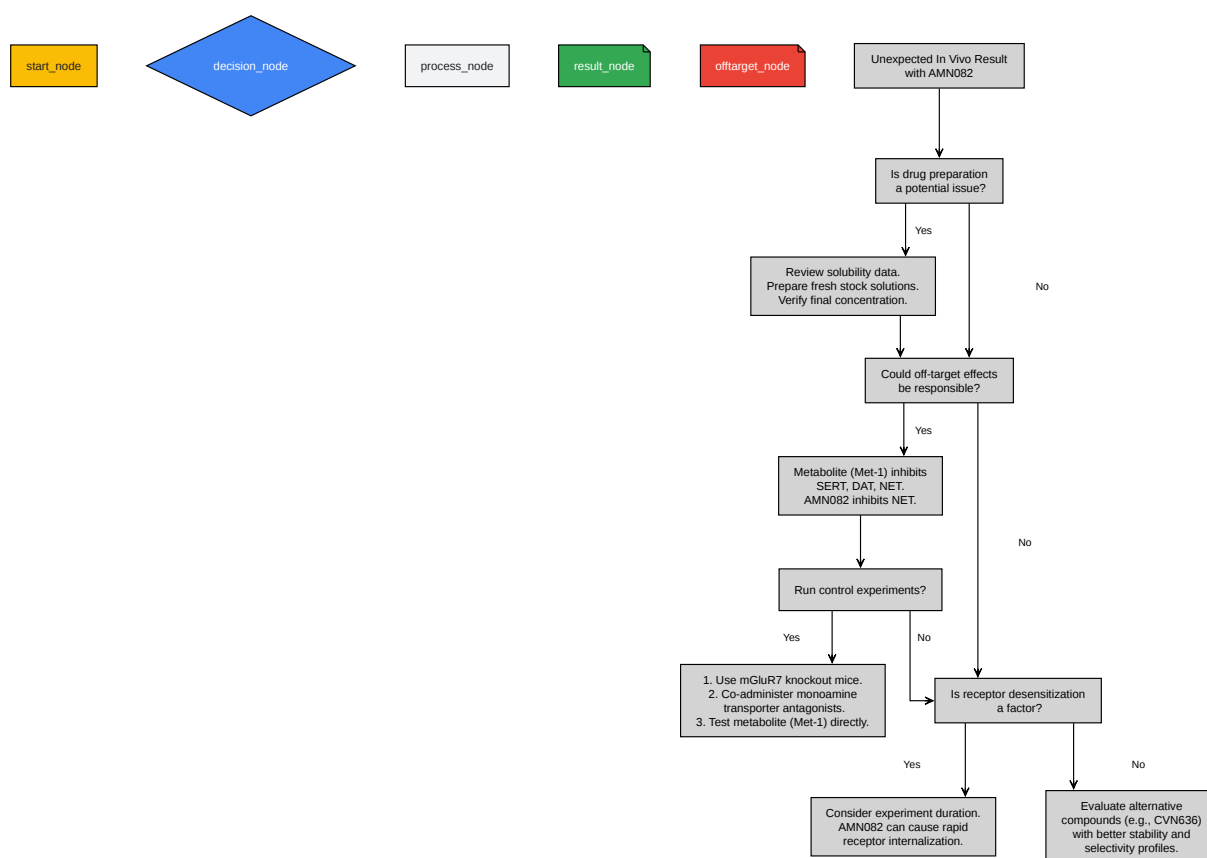 start_node
decision_node
process_node
result_node
offtarget_node
Unexpected In Vivo Result
with AMN082
Is drug preparation
a potential issue?
Yes
No
Review solubility data.
Prepare fresh stock solutions.
Verify final concentration.
Could off-target effects
be responsible?
Yes
No
Metabolite (Met-1) inhibits
SERT, DAT, NET.
AMN082 inhibits NET.
Run control experiments?
Yes
No
1. Use mGluR7 knockout mice.
2. Co-administer monoamine
transporter antagonists.
3. Test metabolite (Met-1) directly.
Is receptor desensitization
a factor?
Yes
No
Consider experiment duration.
AMN082 can cause rapid
receptor internalization.
Evaluate alternative
compounds (e.g., CVN636)
with better stability and
selectivity profiles.